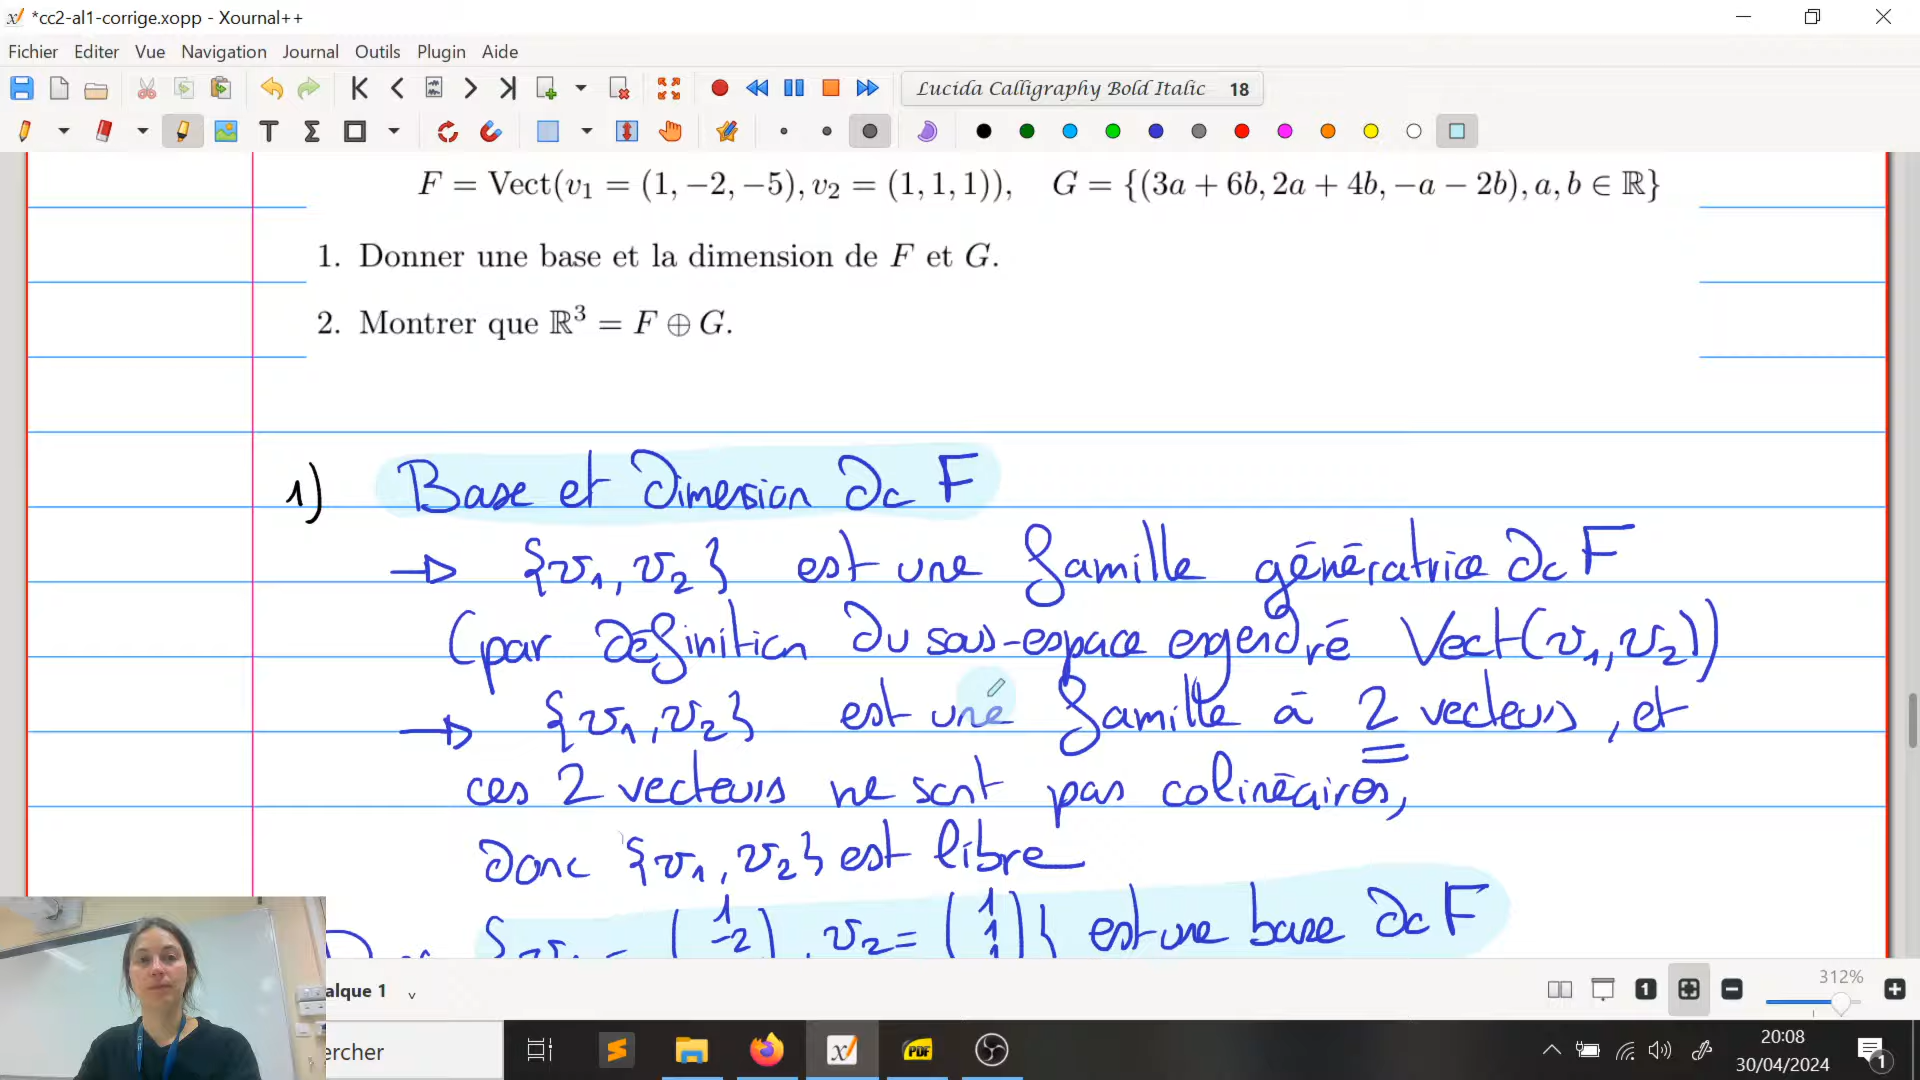 *cc2-al1-corrige.xopp - Xournal++
Fichier Editer Vue Navigation Journal Outils Plugin Aide
Lucida Calligraphy Bold Italic 18
F = Vect(v₁ = (1, −2, −5), v₂ = (1, 1, 1)), G = {(3a + 6b, 2a + 4b, −a − 2b), a, b ∈ ℝ}
1. Donner une base et la dimension de F et G.
2. Montrer que ℝ³ = F ⊕ G.
1) Base et dimension de F
→ {v₁, v₂} est une famille génératrice de F
(par définition du sous-espace engendré Vect(v₁, v₂))
→ {v₁, v₂} est une famille à 2 vecteurs, et
ces 2 vecteurs ne sont pas colinéaires,
donc {v₁, v₂} est libre
v₂ = est une base de F
alque 1
312%
ercher
20:08
30/04/2024
1